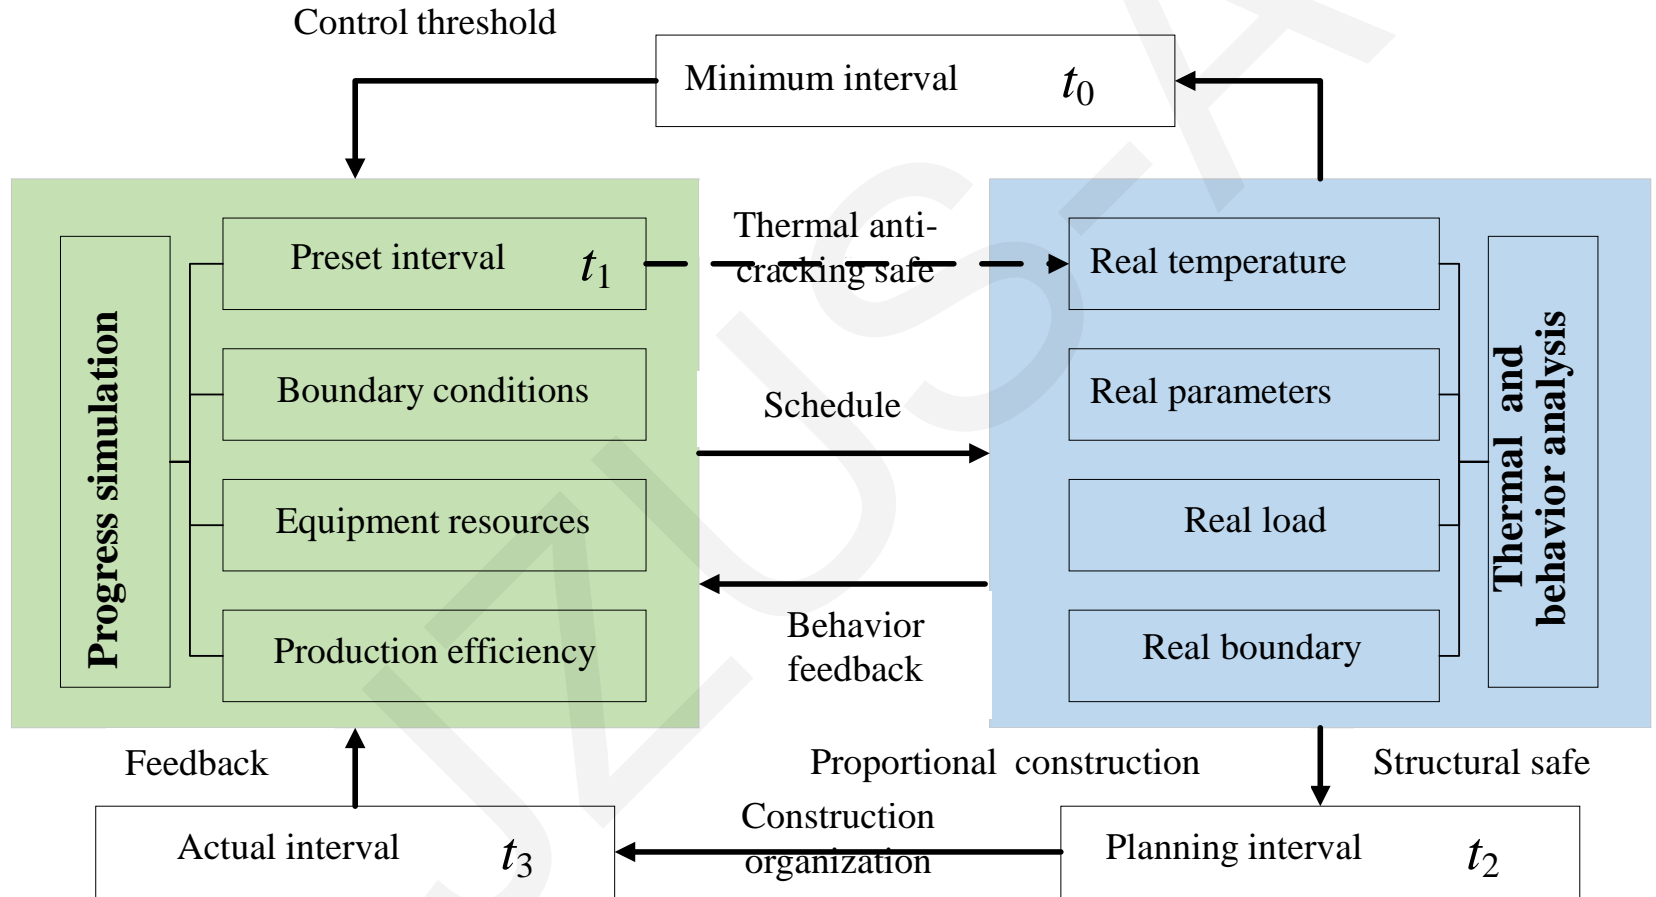 Control threshold
Minimum interval t0
Preset interval t1
Thermal anti-
cracking safe
Real temperature
Boundary conditions
Schedule
Real parameters
Equipment resources
Real load
Production efficiency
Behavior
feedback
Real boundary
Progress simulation
Thermal and
behavior analysis
Feedback
Proportional construction
Structural safe
Actual interval t3
Construction
organization
Planning interval t2
JZUS-A